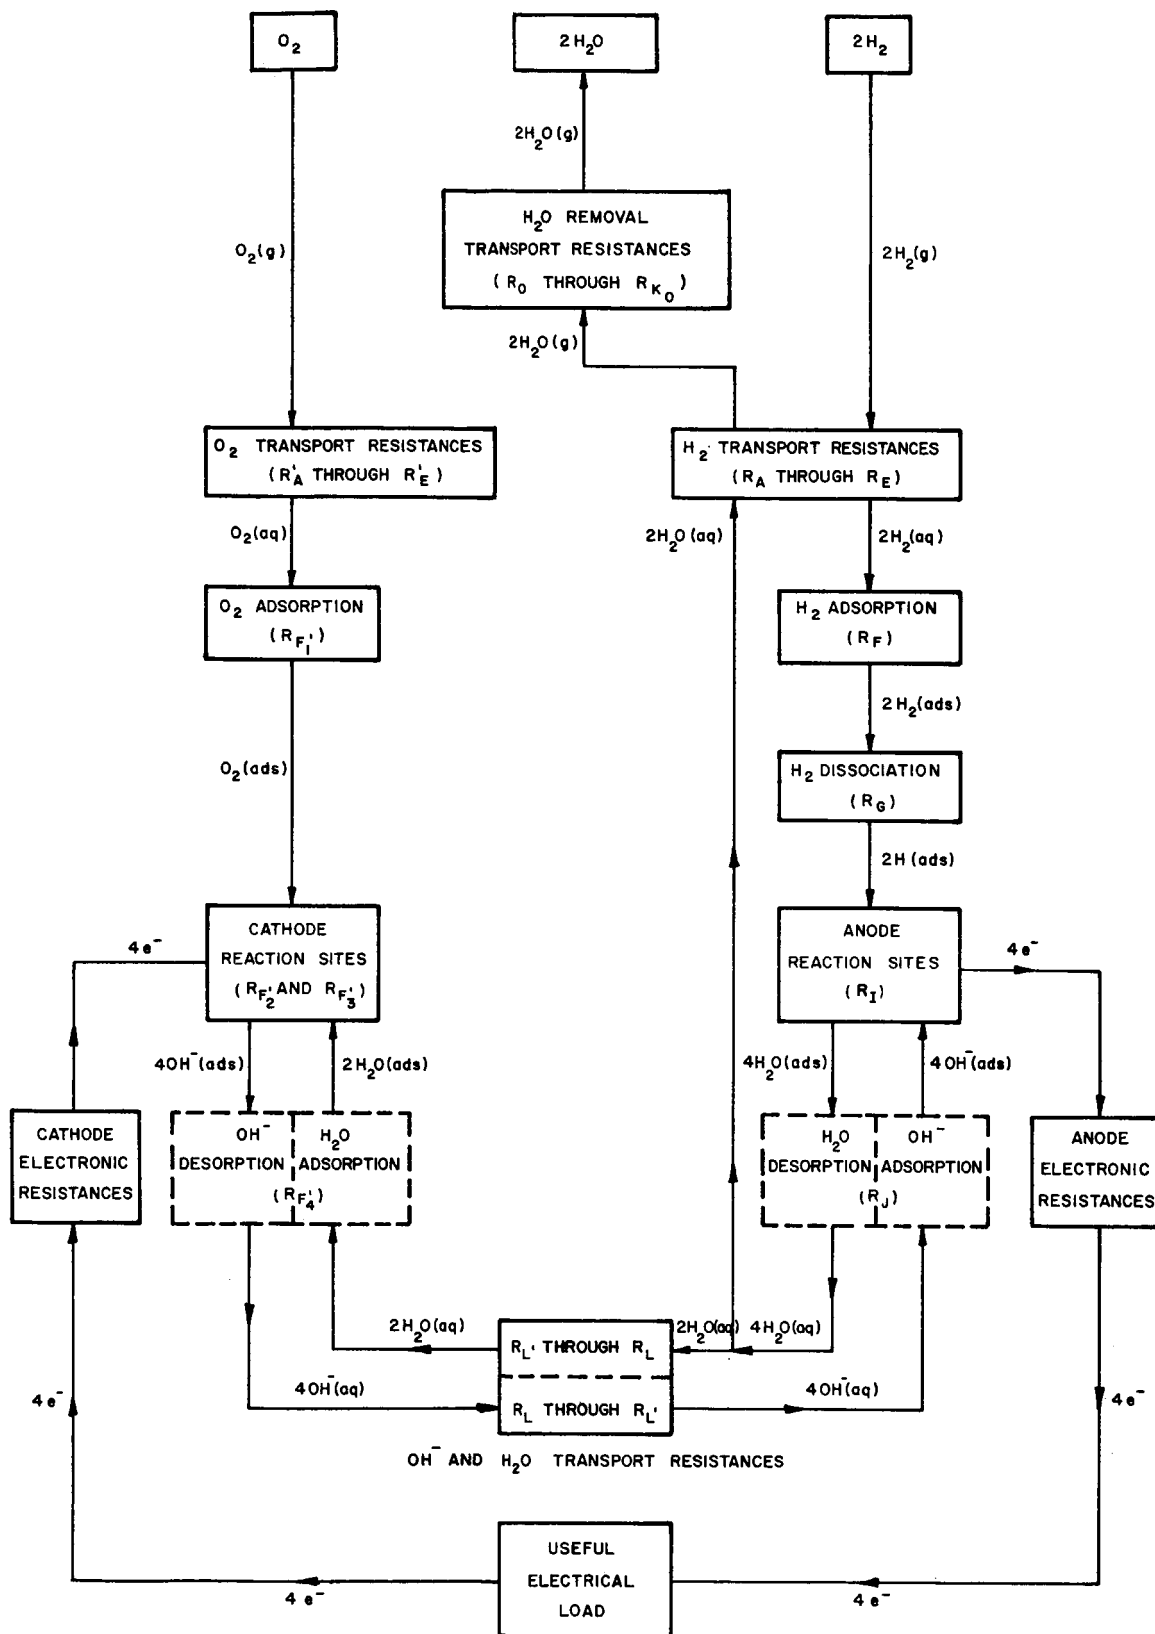 O2
2H2O
2H2
2H2O(g)
H2O REMOVAL
TRANSPORT RESISTANCES
(RO THROUGH RKO)
O2(g)
2H2(g)
2H2O(g)
O2 TRANSPORT RESISTANCES
(R'A THROUGH R'E)
H2 TRANSPORT RESISTANCES
(RA THROUGH RE)
O2(aq)
2H2O(aq)
2H2(aq)
O2 ADSORPTION
(RF1')
H2 ADSORPTION
(RF)
2H2(ads)
O2(ads)
H2 DISSOCIATION
(RG)
2H(ads)
CATHODE
REACTION SITES
(RF2' AND RF3')
ANODE
REACTION SITES
(RI)
4e-
4e-
4OH-(ads)
2H2O(ads)
4H2O(ads)
4OH-(ads)
CATHODE
ELECTRONIC
RESISTANCES
OH-
DESORPTION
H2O
ADSORPTION
(RF4')
H2O
DESORPTION
OH-
ADSORPTION
(RJ)
ANODE
ELECTRONIC
RESISTANCES
2H2O(aq)
RL' THROUGH RL
2H2O(aq)
4H2O(aq)
4OH-(aq)
RL THROUGH RL'
4OH-(aq)
4e-
4e-
OH- AND H2O TRANSPORT RESISTANCES
USEFUL
ELECTRICAL
LOAD
4e-
4e-